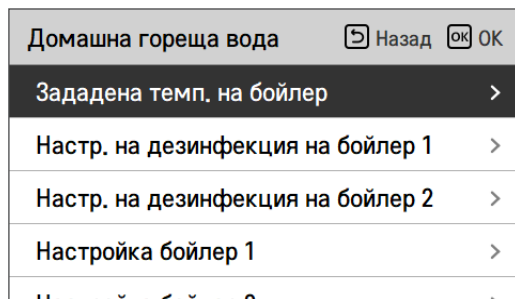 Домашна гореща вода Назад OK OK
Зададена темп. на бойлер
Настр. на дезинфекция на бойлер 1
Настр. на дезинфекция на бойлер 2
Настройка бойлер 1